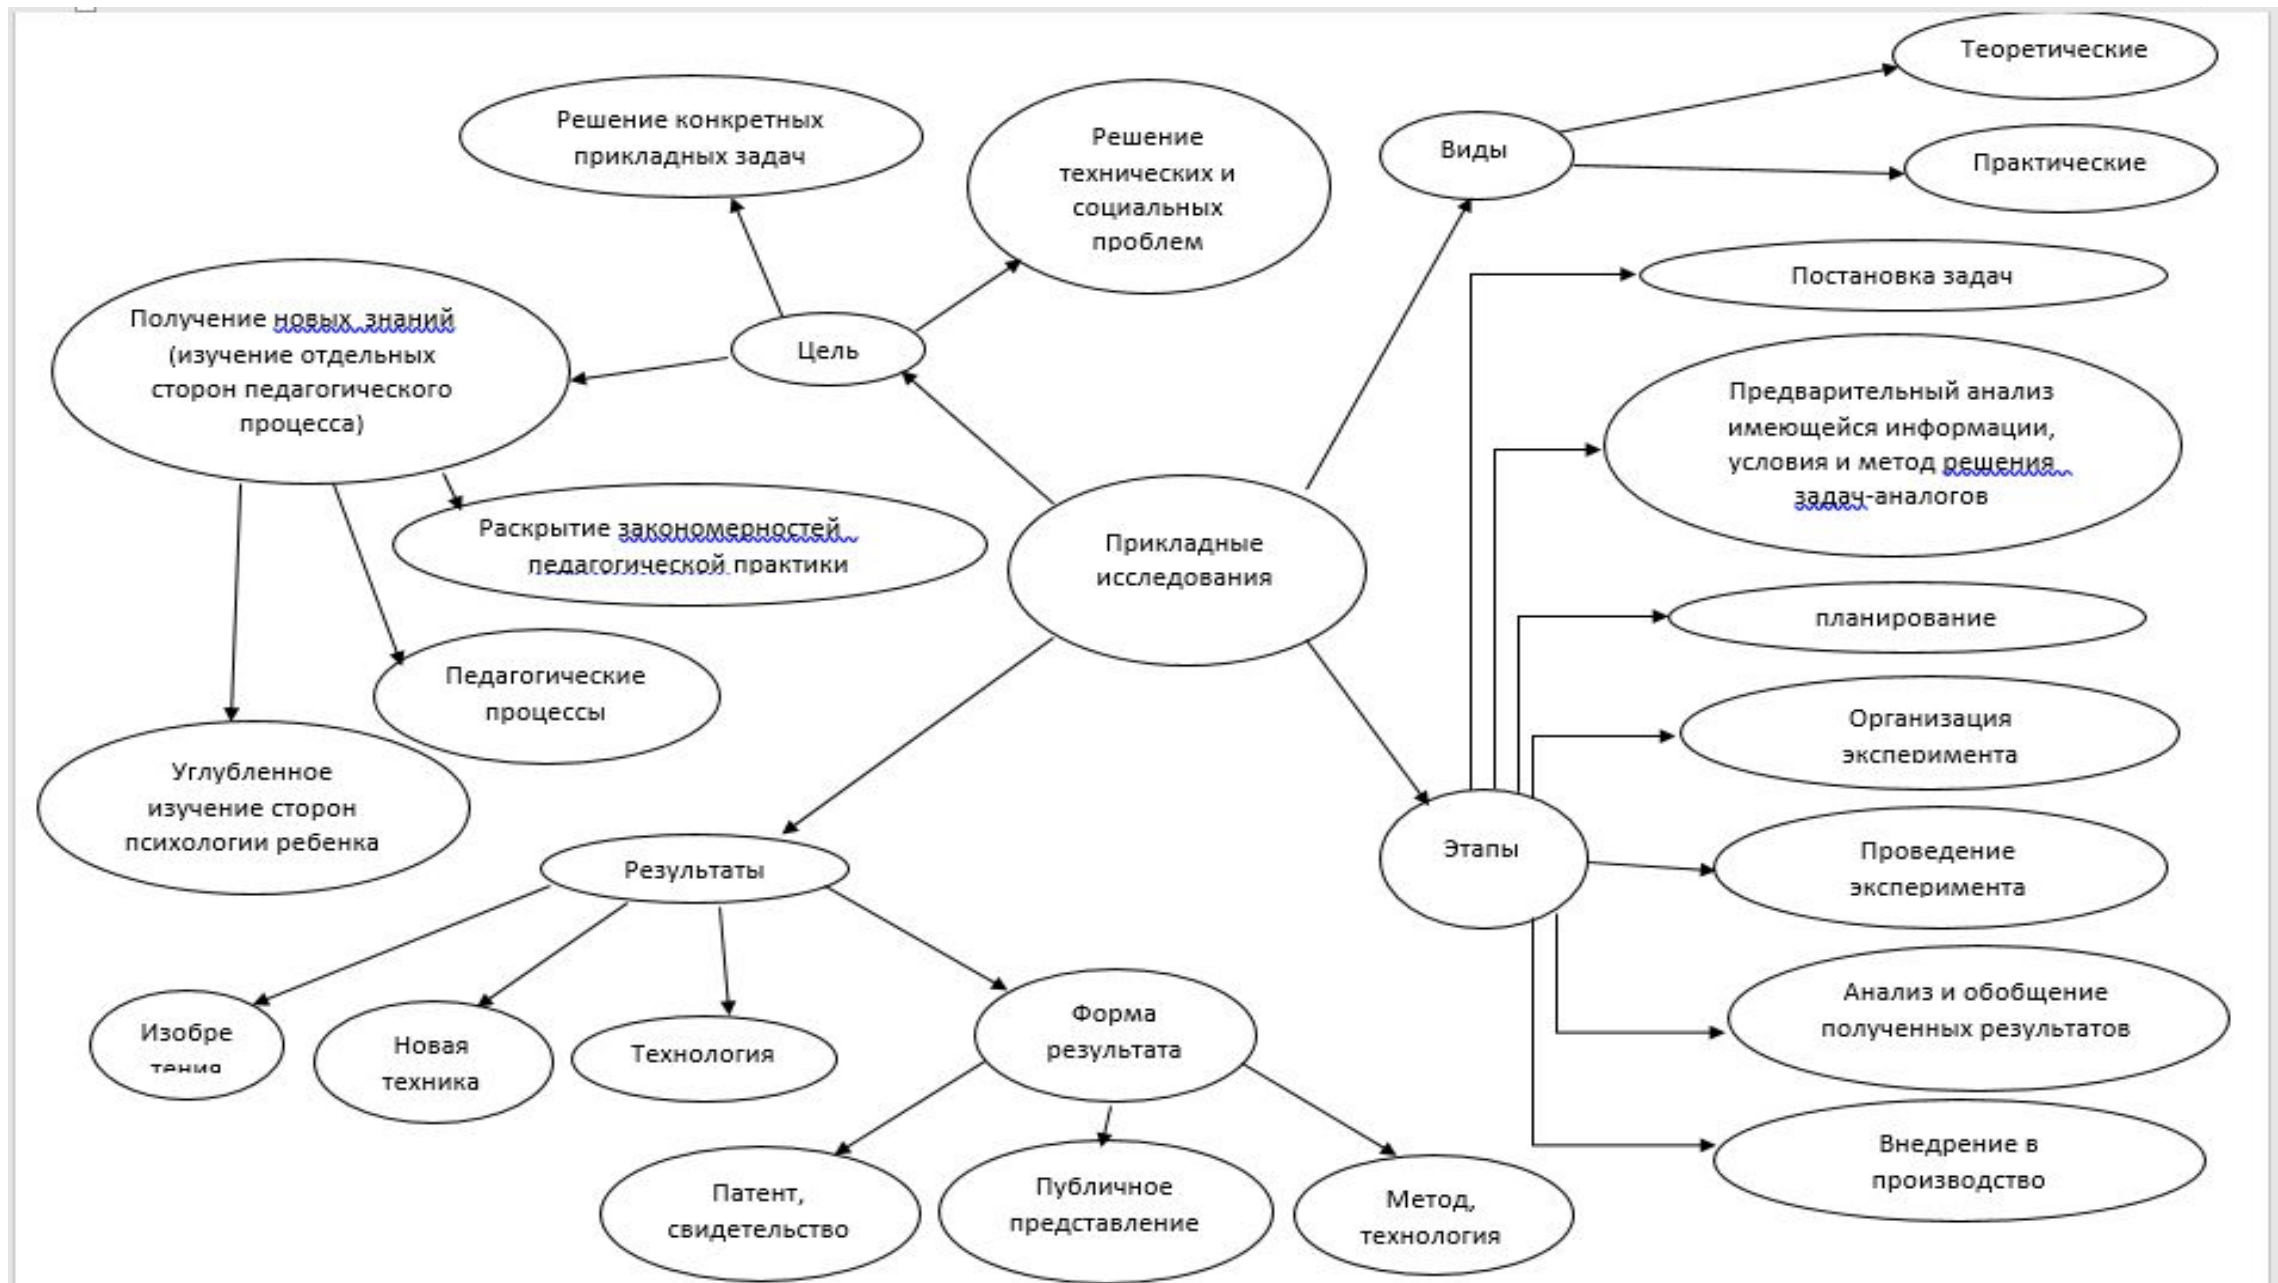 Теоретические
Решение конкретных
прикладных задач
Решение
технических и
социальных
проблем
Виды
Практические
Постановка задач
Получение новых знаний
(изучение отдельных
сторон педагогического
процесса)
Цель
Предварительный анализ
имеющейся информации,
условия и метод решения
задач-аналогов
Раскрытие закономерностей
педагогической практики
Прикладные
исследования
планирование
Педагогические
процессы
Организация
эксперимента
Углубленное
изучение сторон
психологии ребенка
Результаты
Этапы
Проведение
эксперимента
Изобре
тения
Новая
техника
Технология
Форма
результата
Анализ и обобщение
полученных результатов
Патент,
свидетельство
Публичное
представление
Метод,
технология
Внедрение в
производство